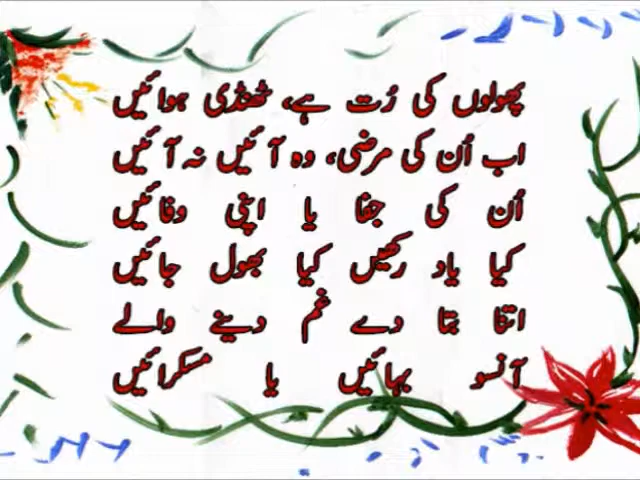 پھولوں کی رُت ہے، ٹھنڈی ہوائیں
اب اُن کی مرضی، وہ آئیں نہ آئیں
اُن کی جفا یا اپنی وفائیں
کیا یاد رکھیں کیا بھول جائیں
اتنا بتا دے غم دینے والے
آنسو بہائیں یا مسکرائیں